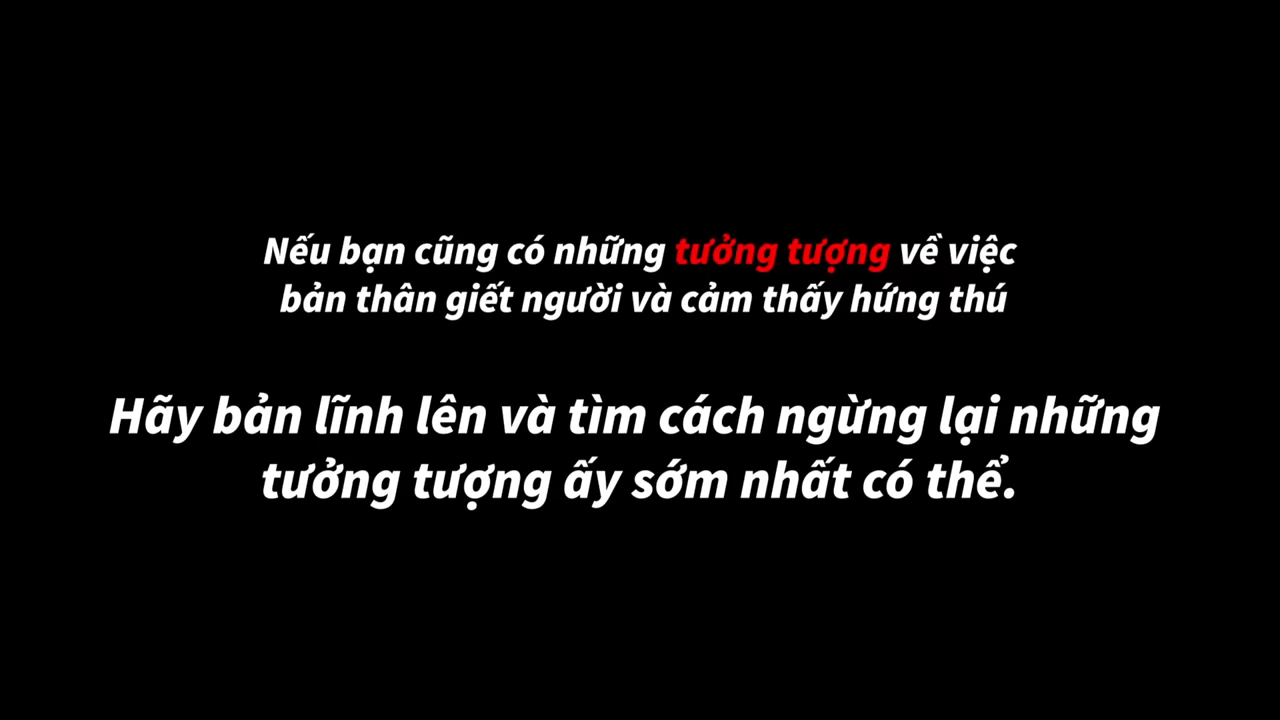 Nếu bạn cũng có những tưởng tượng về việc
bản thân giết người và cảm thấy hứng thú
Hãy bản lĩnh lên và tìm cách ngừng lại những
tưởng tượng ấy sớm nhất có thể.